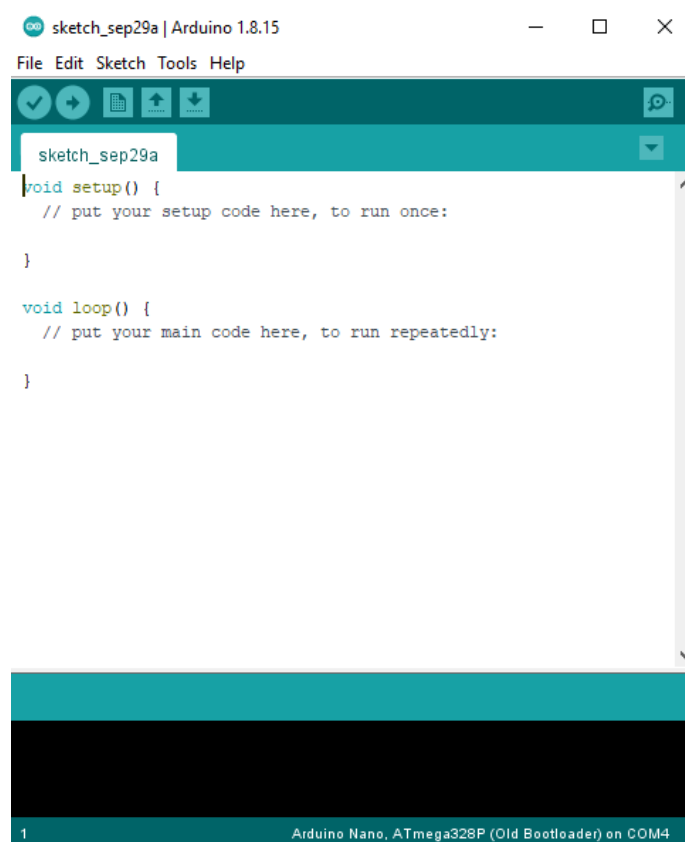 sketch_sep29a | Arduino 1.8.15
File Edit Sketch Tools Help
sketch_sep29a
void setup() {
  // put your setup code here, to run once:
}
void loop() {
  // put your main code here, to run repeatedly:
}
1 Arduino Nano, ATmega328P (Old Bootloader) on COM4